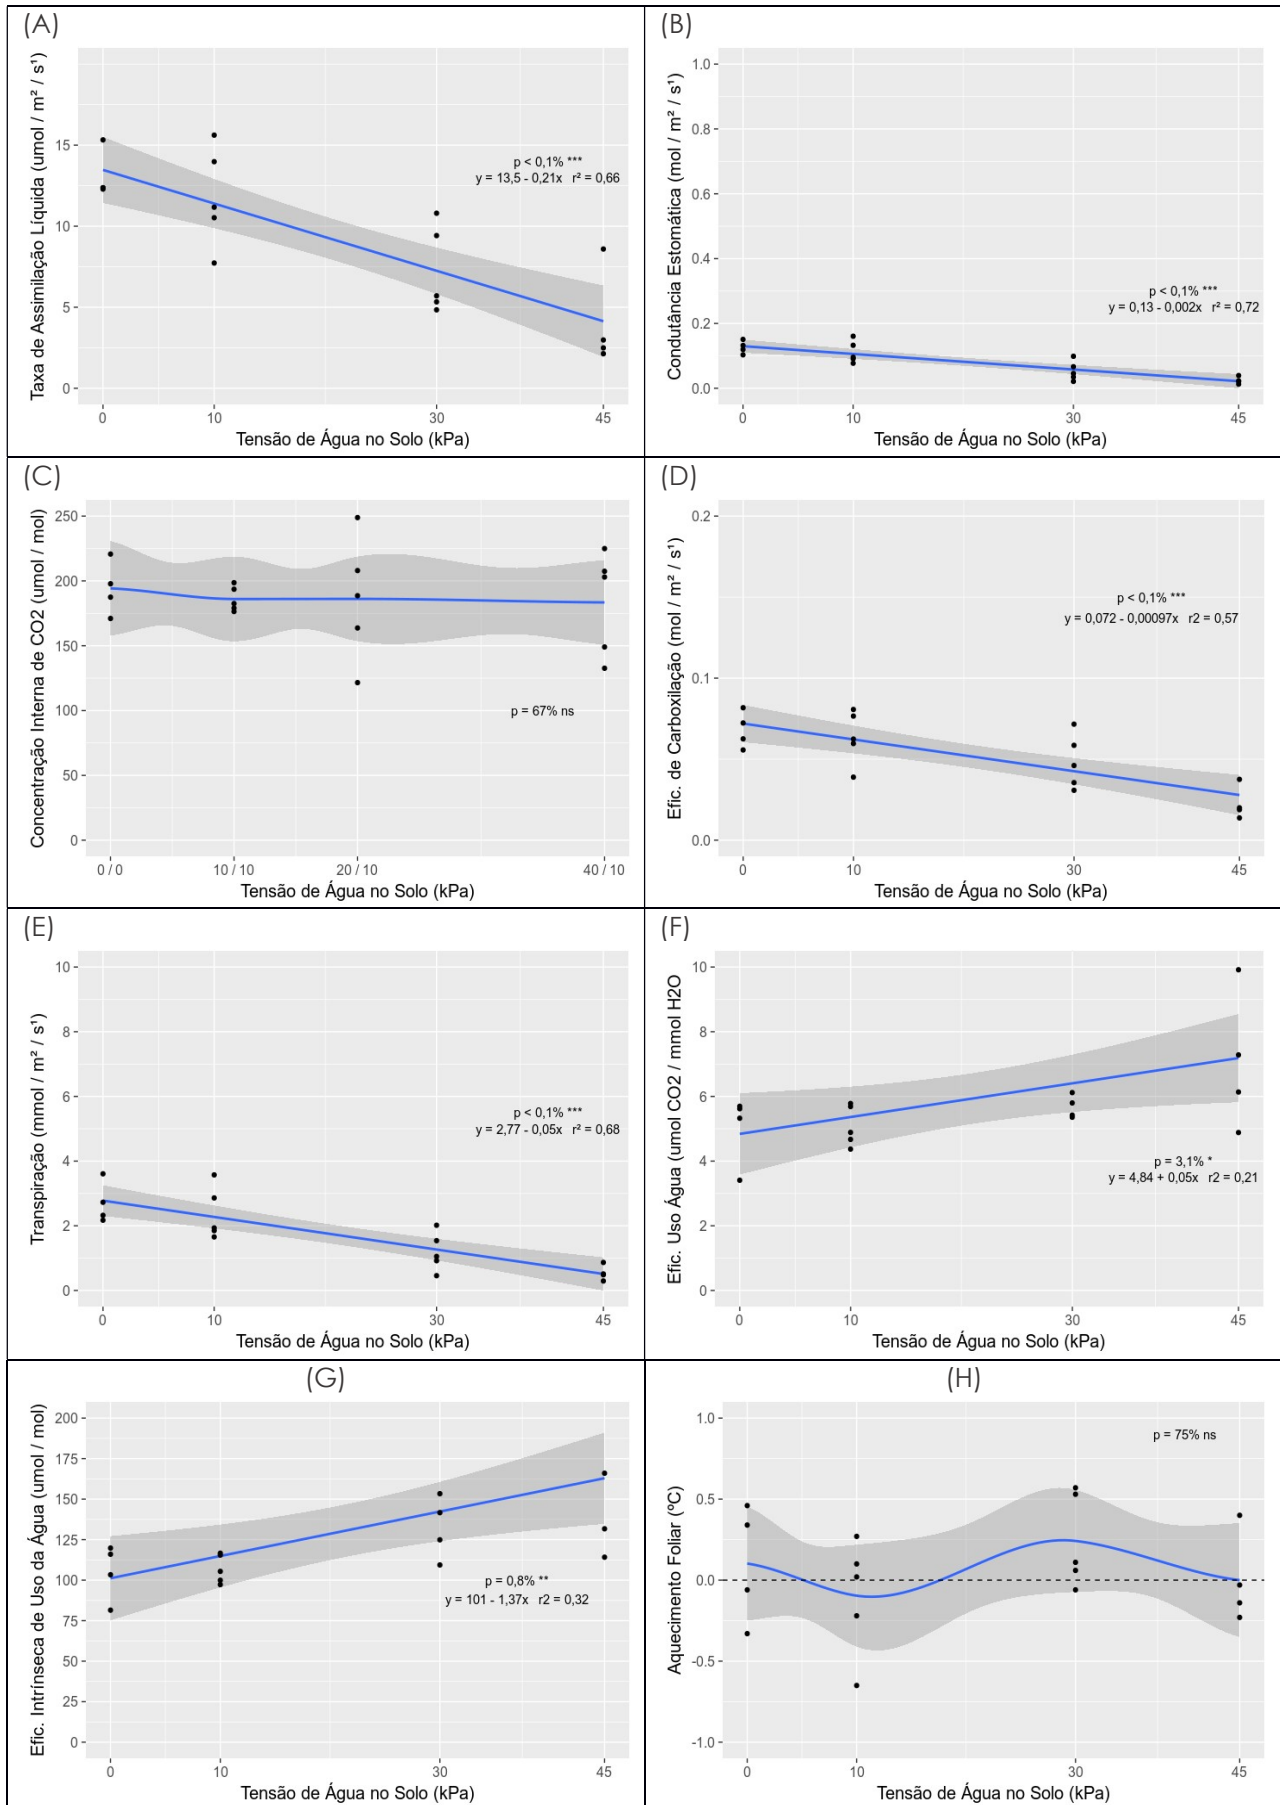 (A)
Taxa de Assimilação Líquida (umol / m² / s¹)
15
10
5
0
p < 0,1% ***
y = 13,5 - 0,21x r² = 0,66
0 10 30 45
Tensão de Água no Solo (kPa)
(B)
Condutância Estomática (mol / m² / s¹)
1.0
0.8
0.6
0.4
0.2
0.0
p < 0,1% ***
y = 0,13 - 0,002x r² = 0,72
0 10 30 45
Tensão de Água no Solo (kPa)
(C)
Concentração Interna de CO2 (umol / mol)
250
200
150
100
50
0
p = 67% ns
0 / 0 10 / 10 20 / 10 40 / 10
Tensão de Água no Solo (kPa)
(D)
Efic. de Carboxilação (mol / m² / s¹)
0.2
0.1
0.0
p < 0,1% ***
y = 0,072 - 0,00097x r2 = 0,57
0 10 30 45
Tensão de Água no Solo (kPa)
(E)
Transpiração (mmol / m² / s¹)
10
8
6
4
2
0
p < 0,1% ***
y = 2,77 - 0,05x r² = 0,68
0 10 30 45
Tensão de Água no Solo (kPa)
(F)
Efic. Uso Água (umol CO2 / mmol H2O
10
8
6
4
2
0
p = 3,1% *
y = 4,84 + 0,05x r2 = 0,21
0 10 30 45
Tensão de Água no Solo (kPa)
(G)
Efic. Intrínseca de Uso da Água (umol / mol)
200
175
150
125
100
75
50
25
0
p = 0,8% **
y = 101 - 1,37x r2 = 0,32
0 10 30 45
Tensão de Água no Solo (kPa)
(H)
Aquecimento Foliar (ºC)
1.0
0.5
0.0
-0.5
-1.0
p = 75% ns
0 10 30 45
Tensão de Água no Solo (kPa)